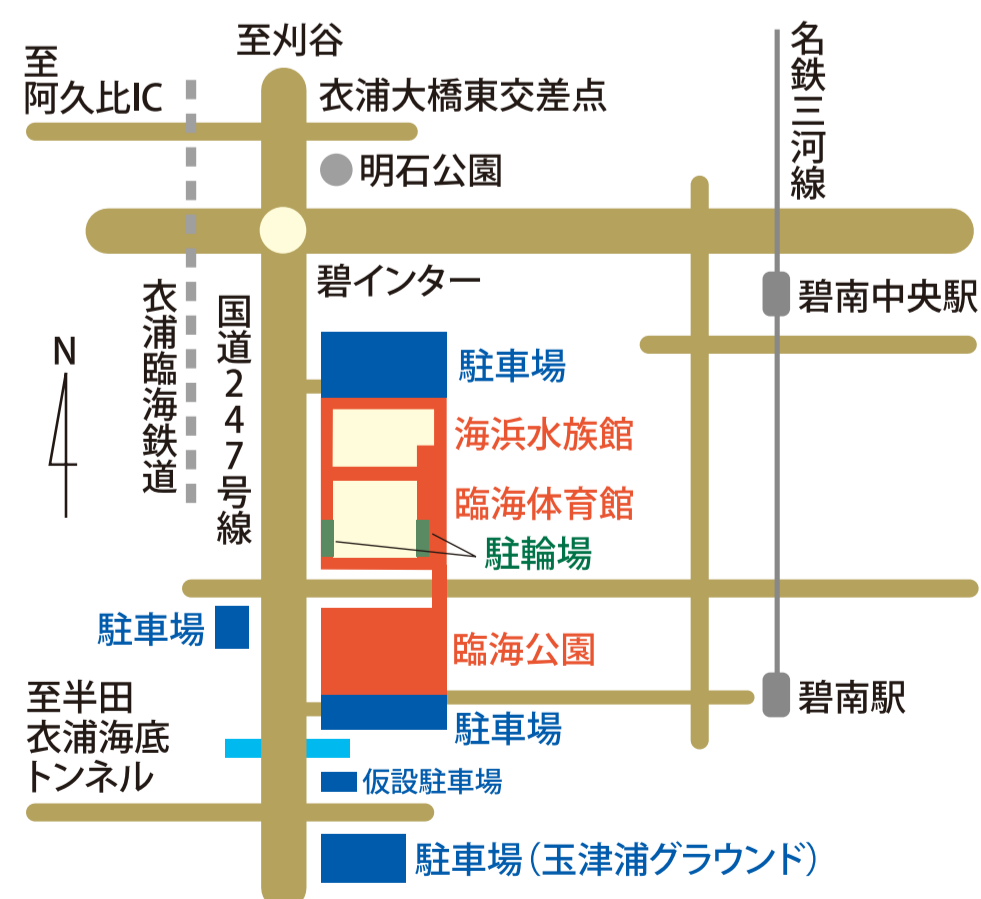 至刈谷
至
阿久比IC
衣浦大橋東交差点
名鉄三河線
明石公園
碧インター
碧南中央駅
衣浦臨海鉄道
国道247号線
N
駐車場
海浜水族館
臨海体育館
駐輪場
駐車場
臨海公園
至半田
衣浦海底
トンネル
碧南駅
駐車場
仮設駐車場
駐車場（玉津浦グラウンド）